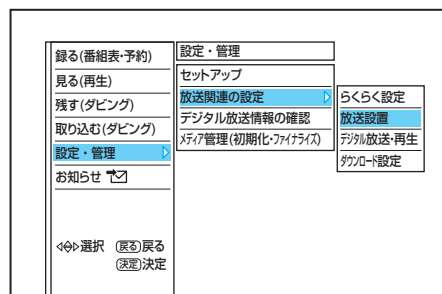 録る(番組表・予約)
見る(再生)
残す(ダビング)
取り込む(ダビング)
設定・管理
お知らせ
選択 戻る戻る
決定決定
設定・管理
セットアップ
放送関連の設定
デジタル放送情報の確認
メディア管理(初期化・ファイナライズ)
らくらく設定
放送設置
デジタル放送・再生
ダウンロード設定